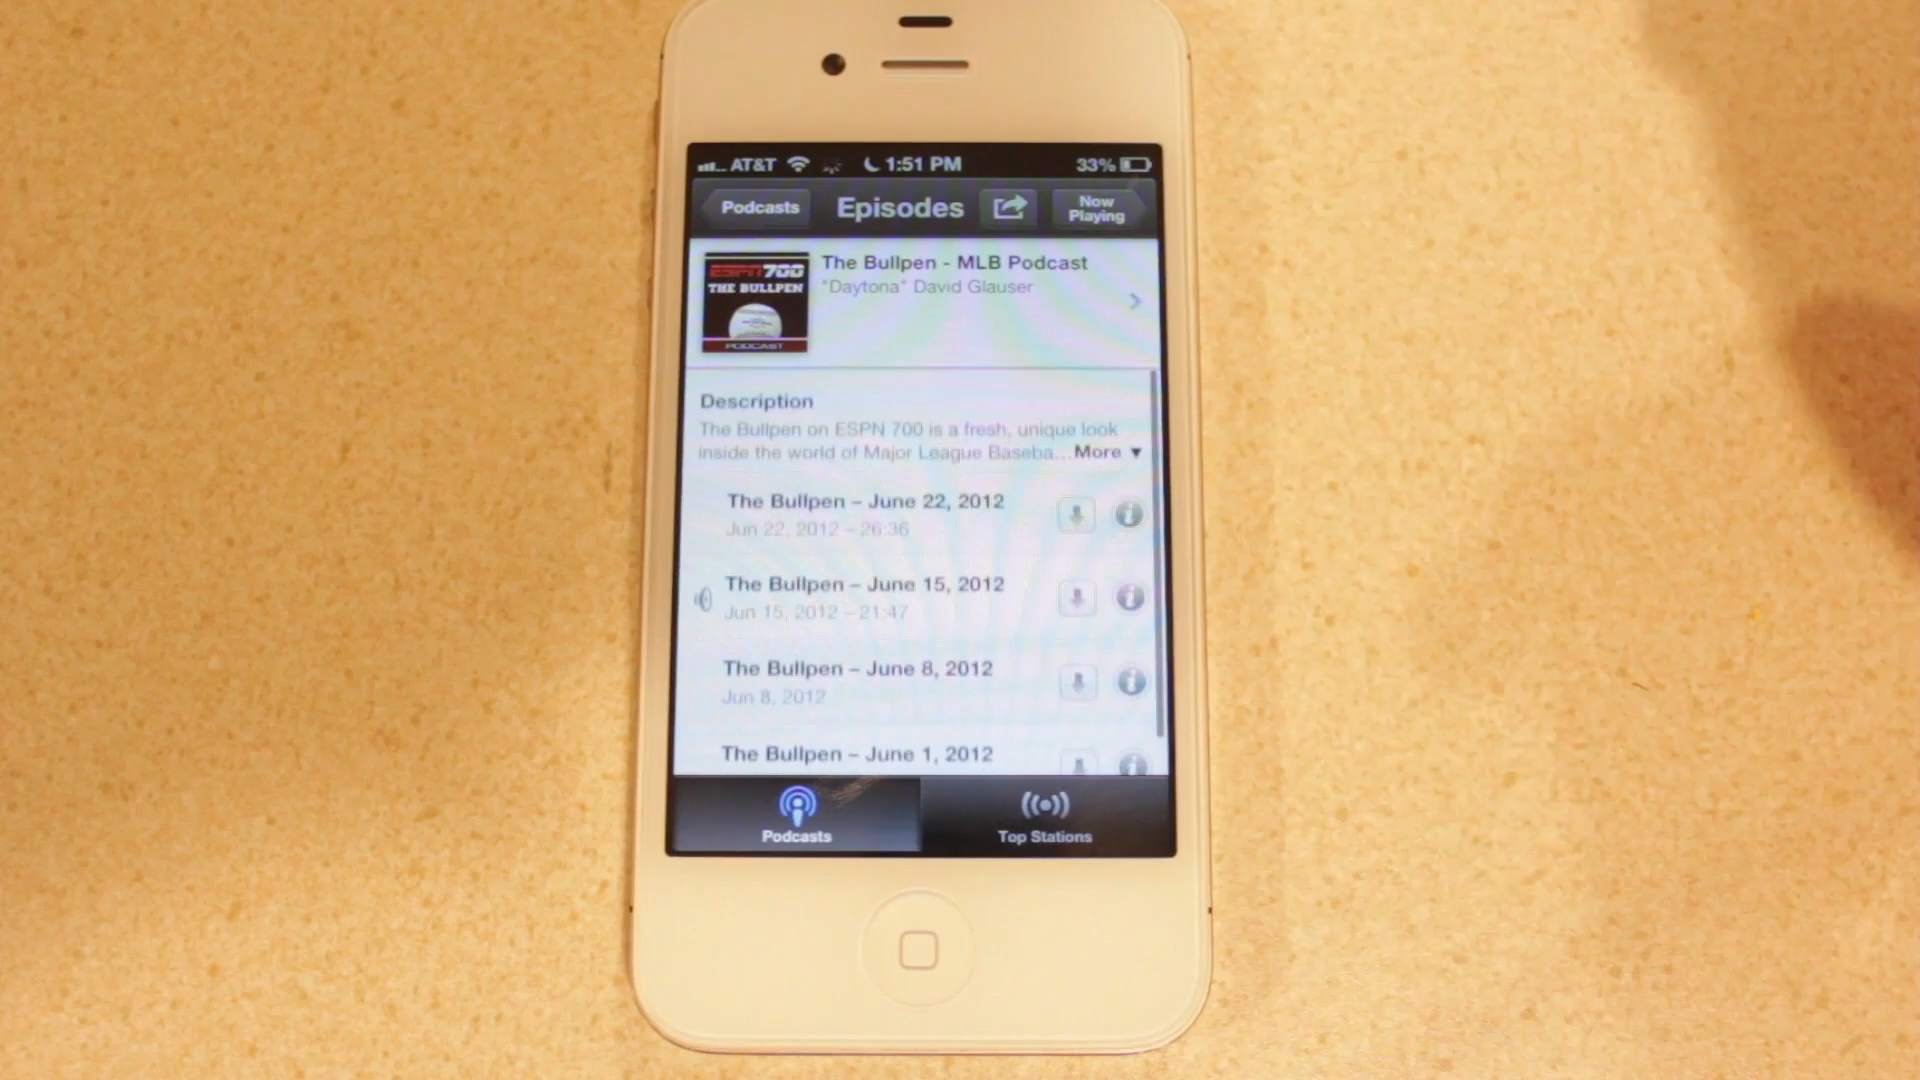 AT&T 1:51 PM 33%
Podcasts Episodes Now Playing
ESPN 700
THE BULLPEN
PODCAST
The Bullpen - MLB Podcast
"Daytona" David Glauser
Description
The Bullpen on ESPN 700 is a fresh, unique look
inside the world of Major League Baseba... More ▼
The Bullpen – June 22, 2012
Jun 22, 2012 – 26:36
The Bullpen – June 15, 2012
Jun 15, 2012 – 21:47
The Bullpen – June 8, 2012
Jun 8, 2012
The Bullpen – June 1, 2012
Podcasts Top Stations